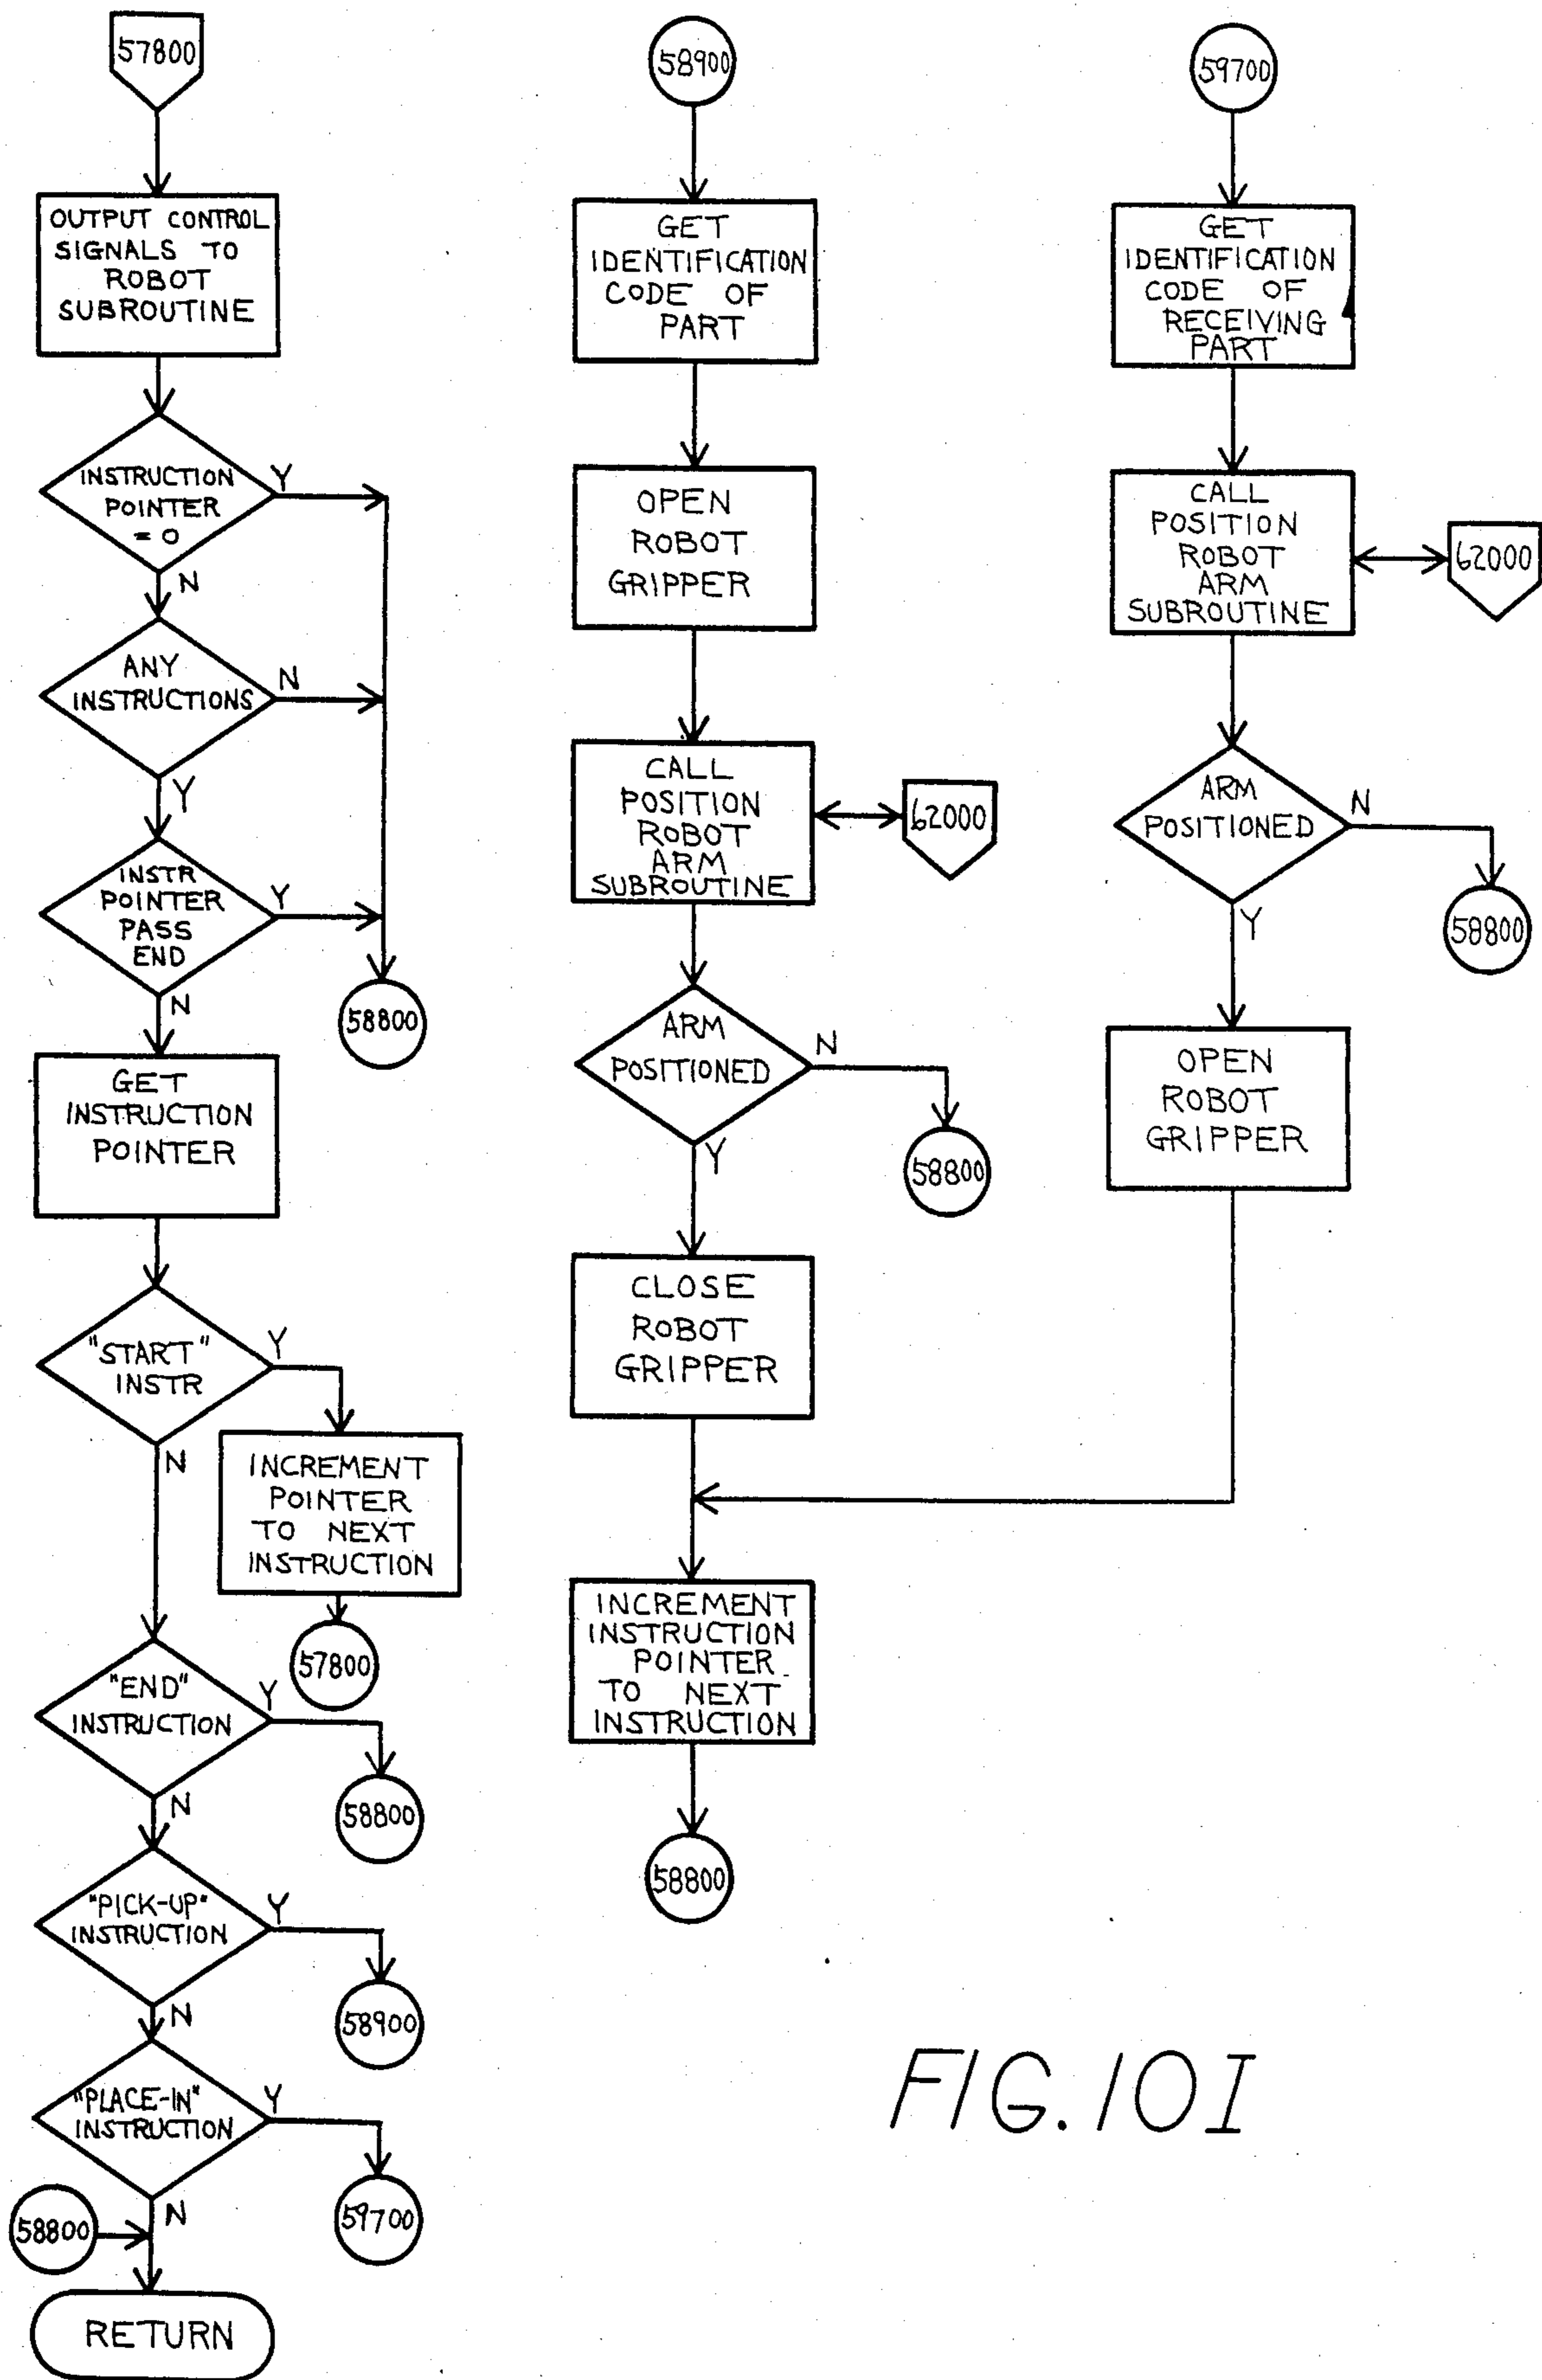 57800
OUTPUT CONTROL
SIGNALS TO
ROBOT
SUBROUTINE
INSTRUCTION
POINTER
= 0
Y
N
ANY
INSTRUCTIONS
N
Y
INSTR
POINTER
PASS
END
Y
N
58800
GET
INSTRUCTION
POINTER
"START"
INSTR
Y
N
INCREMENT
POINTER
TO NEXT
INSTRUCTION
57800
"END"
INSTRUCTION
Y
N
58800
"PICK-UP"
INSTRUCTION
Y
N
58900
"PLACE-IN"
INSTRUCTION
Y
N
59700
58800
RETURN
58900
GET
IDENTIFICATION
CODE OF
PART
OPEN
ROBOT
GRIPPER
CALL
POSITION
ROBOT
ARM
SUBROUTINE
62000
ARM
POSITIONED
N
Y
58800
CLOSE
ROBOT
GRIPPER
INCREMENT
INSTRUCTION
POINTER
TO NEXT
INSTRUCTION
58800
59700
GET
IDENTIFICATION
CODE OF
RECEIVING
PART
CALL
POSITION
ROBOT
ARM
SUBROUTINE
62000
ARM
POSITIONED
N
Y
58800
OPEN
ROBOT
GRIPPER
FIG. 10I